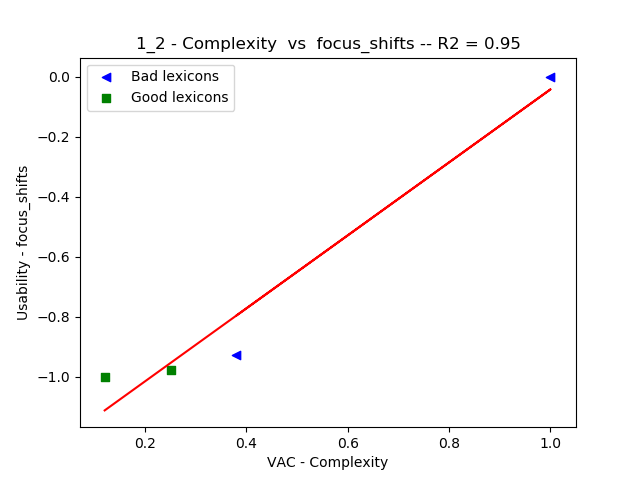 1_2 - Complexity  vs  focus_shifts -- R2 = 0.95
Bad lexicons
Good lexicons
0.0
−0.2
−0.4
−0.6
−0.8
−1.0
Usability - focus_shifts
0.2 0.4 0.6 0.8 1.0
VAC - Complexity